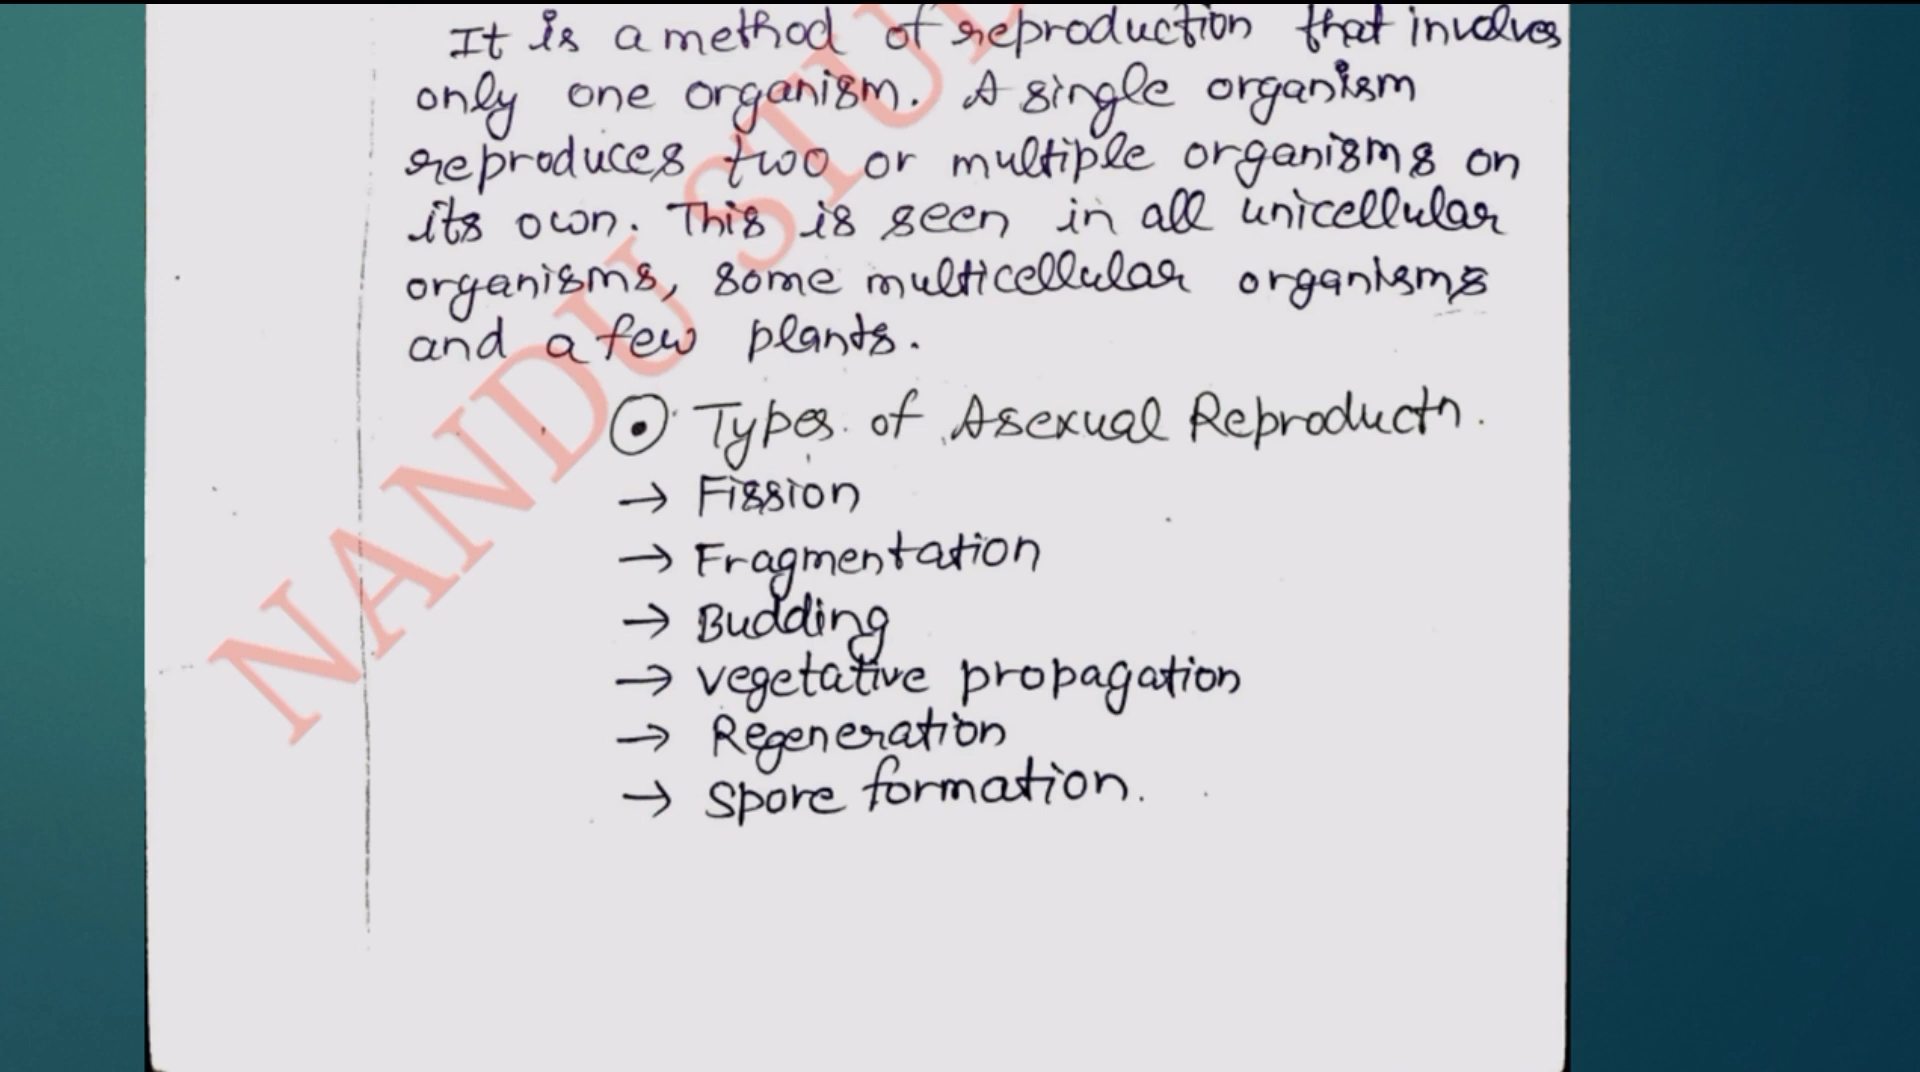 It is a method of reproduction that involves
only one organism. A single organism
reproduces two or multiple organisms on
its own. This is seen in all unicellular
organisms, some multicellular organisms
and a few plants.
Types of Asexual Reproductn.
→ Fission
→ Fragmentation
→ Budding
→ vegetative propagation
→ Regeneration
→ Spore formation.
NANDU